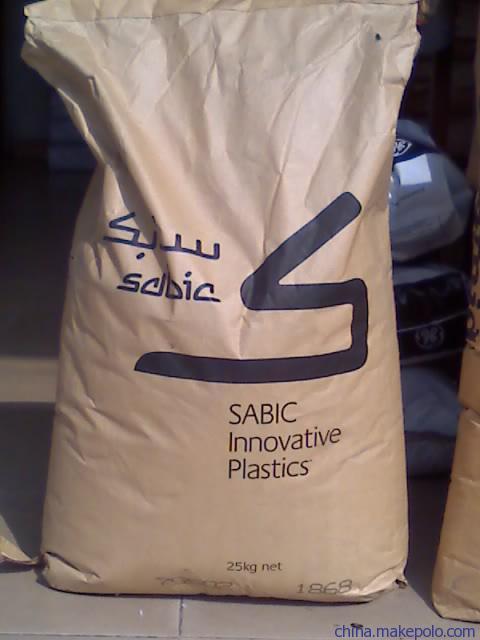 سابك
sabic
SABIC
Innovative
Plastics
25kg net
1868
china.makepolo.com